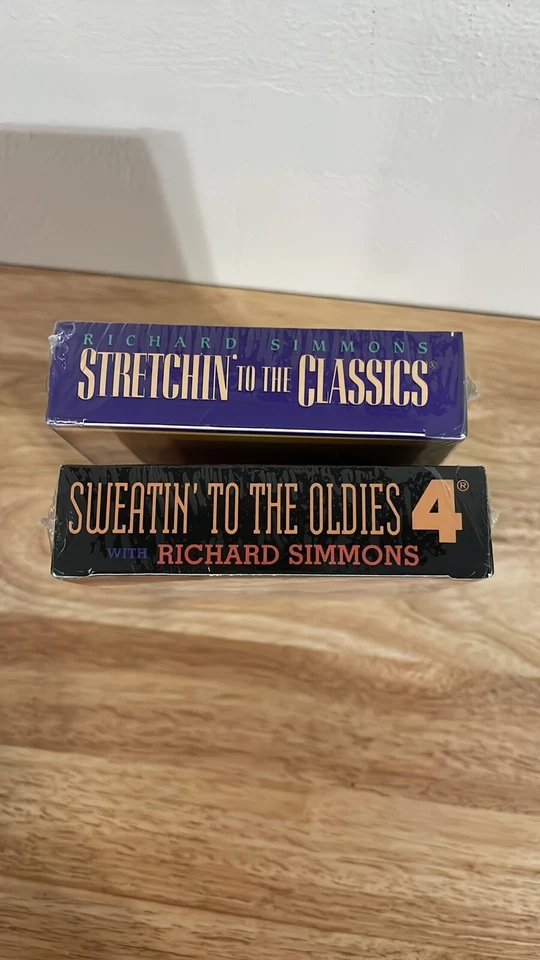 RICHARD SIMMONS
STRETCHIN' TO THE CLASSICS®
SWEATIN' TO THE OLDIES 4®
WITH RICHARD SIMMONS